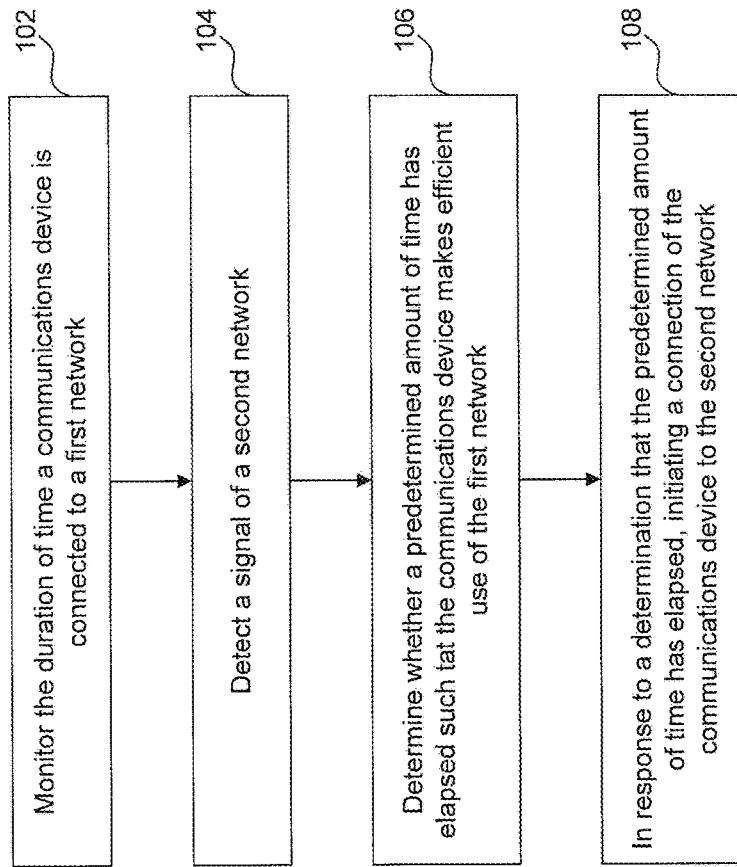 102
Monitor the duration of time a communications device is
connected to a first network
104
Detect a signal of a second network
106
Determine whether a predetermined amount of time has
elapsed such tat the communications device makes efficient
use of the first network
108
In response to a determination that the predetermined amount
of time has elapsed, initiating a connection of the
communications device to the second network